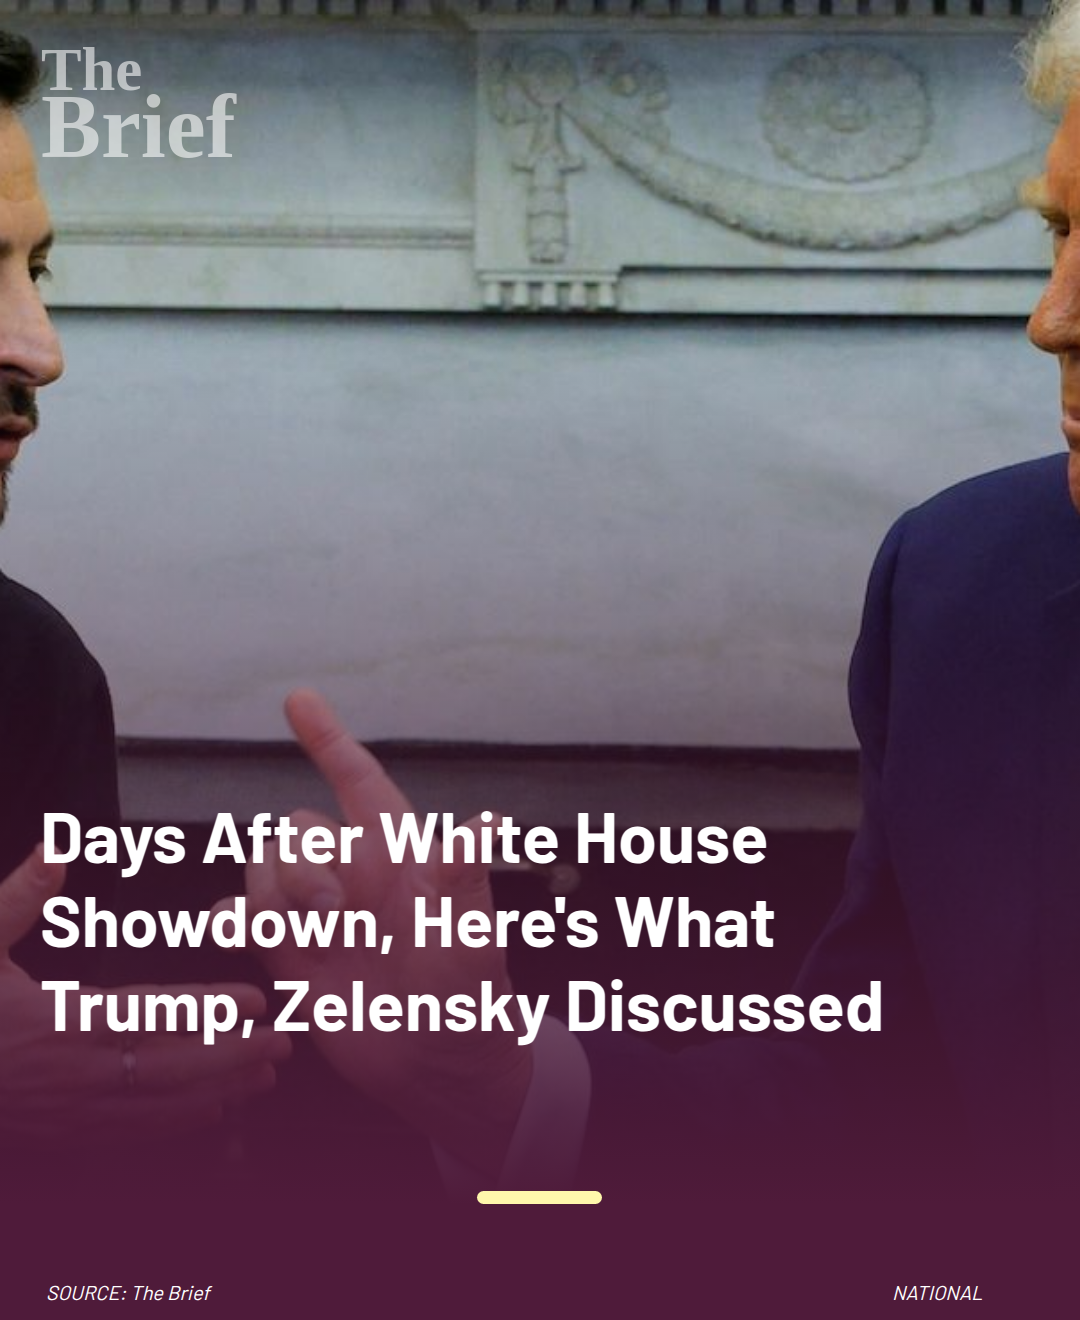 The
Brief
Days After White House
Showdown, Here's What
Trump, Zelensky Discussed
SOURCE: The Brief
NATIONAL